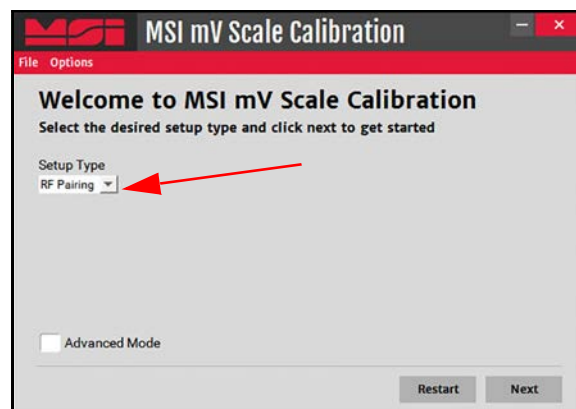 MSI MSI mV Scale Calibration
File Options
Welcome to MSI mV Scale Calibration
Select the desired setup type and click next to get started
Setup Type
RF Pairing
Advanced Mode
Restart Next